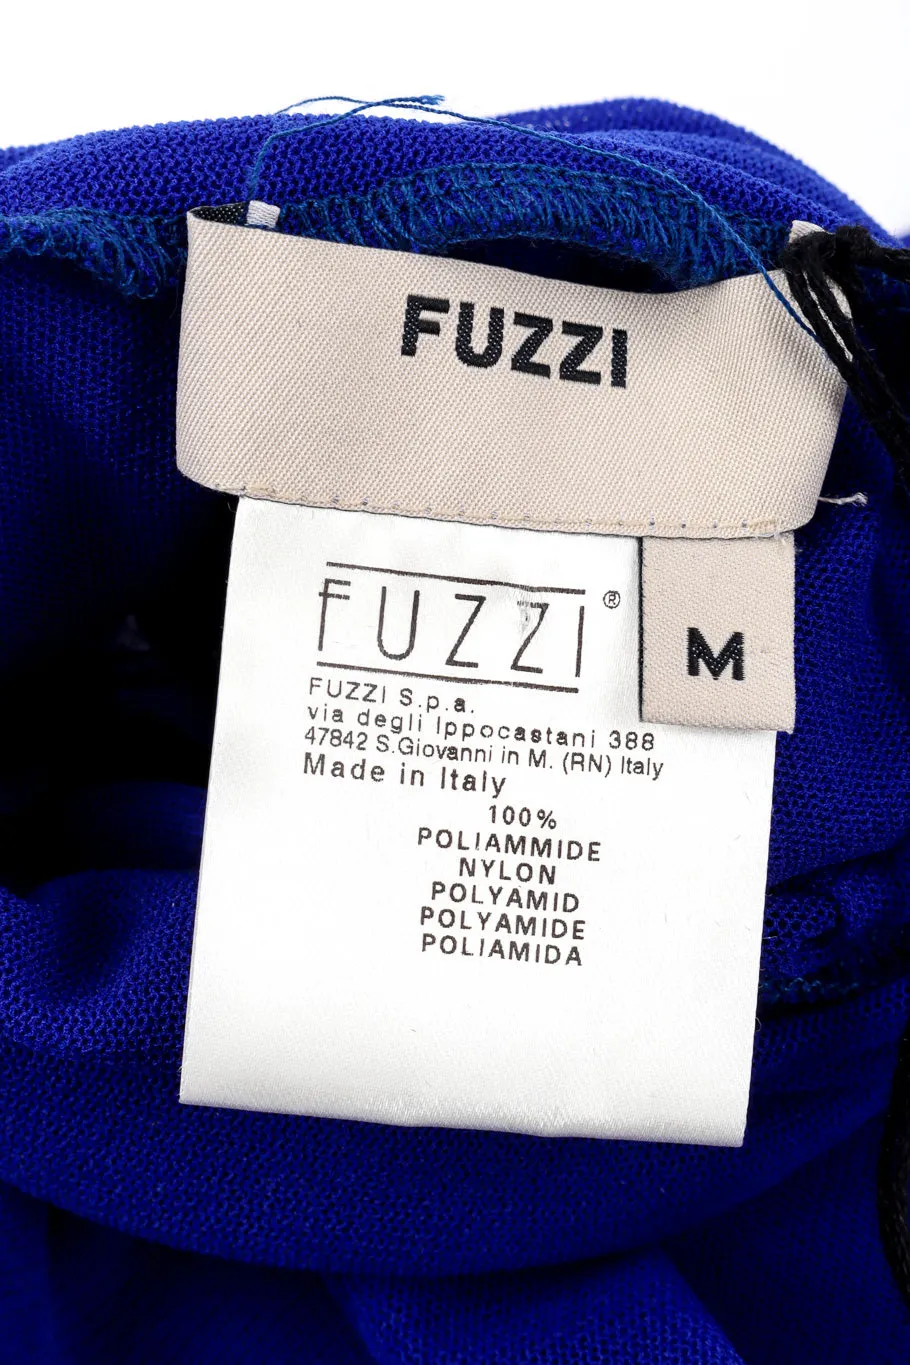 FUZZI
FUZZI®
M
FUZZI S.p.a.
via degli Ippocastani 388
47842 S.Giovanni in M. (RN) Italy
Made in Italy
100%
POLIAMMIDE
NYLON
POLYAMID
POLYAMIDE
POLIAMIDA